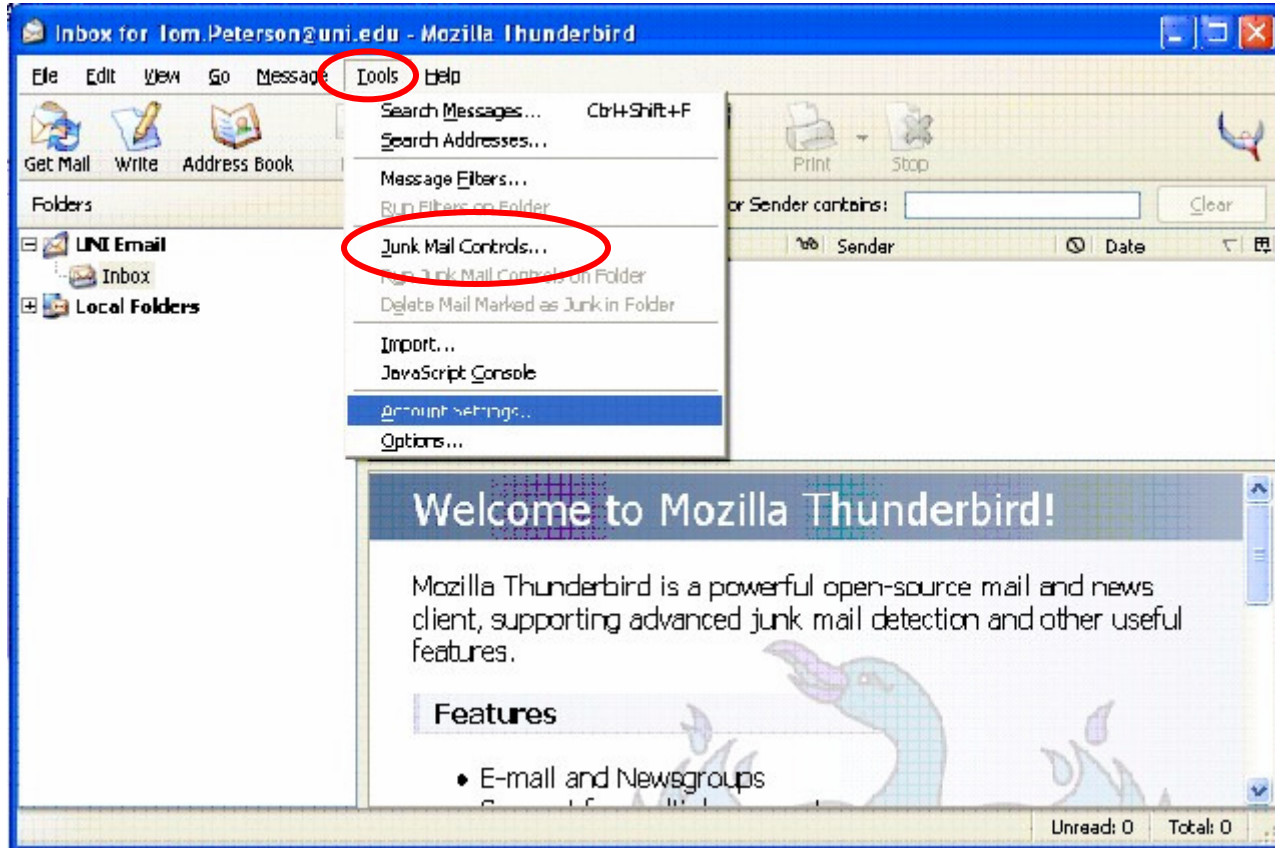 Inbox for Tom.Peterson@uni.edu - Mozilla Thunderbird
File Edit View Go Message Tools Help
Get Mail Write Address Book Print Stop
Search Messages... Ctrl+Shift+F
Search Addresses...
Message Filters...
Run Filters on Folder
Junk Mail Controls...
Run Junk Mail Controls on Folder
Delete Mail Marked as Junk in Folder
Import...
JavaScript Console
Account Settings...
Options...
Folders
or Sender contains: Clear
UNI Email
Inbox
Local Folders
Sender Date
Welcome to Mozilla Thunderbird!
Mozilla Thunderbird is a powerful open-source mail and news
client, supporting advanced junk mail detection and other useful
features.
Features
• E-mail and Newsgroups
Unread: 0 Total: 0